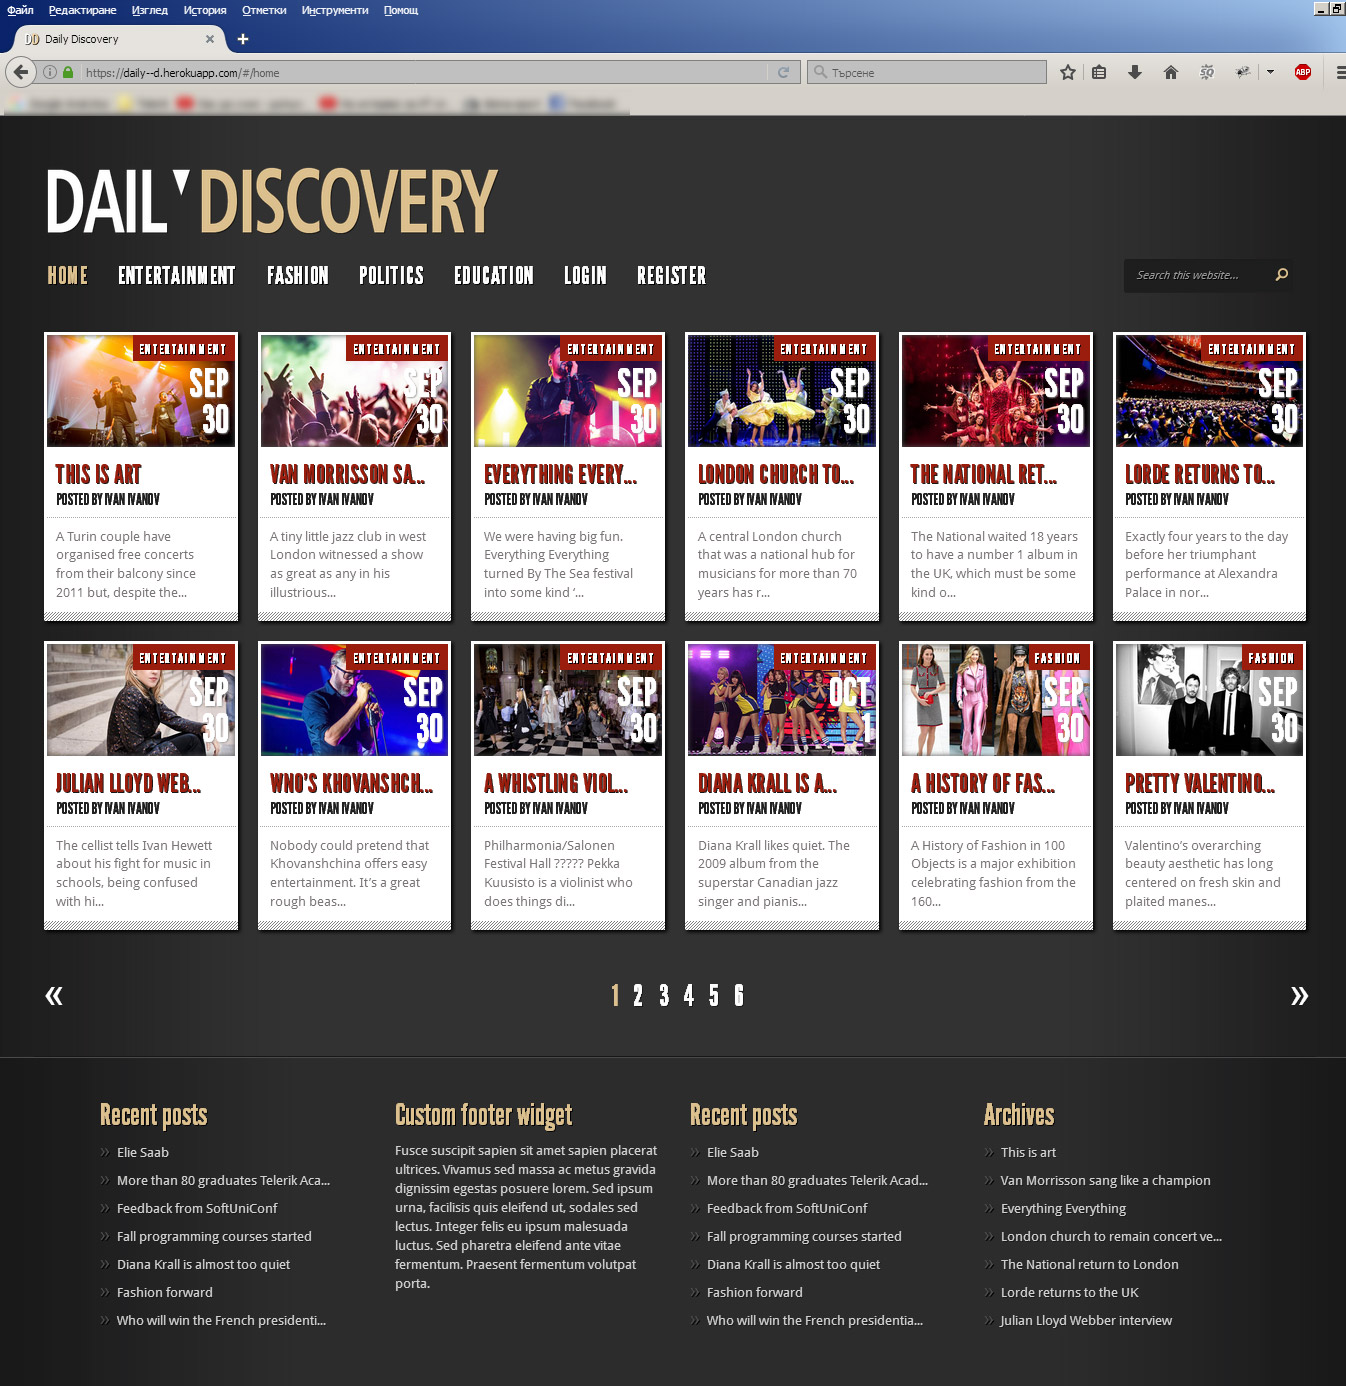 Файл Редактиране Изглед История Отметки Инструменти Помощ
DD Daily Discovery
https://daily--d.herokuapp.com/#/home
Търсене
ABP
DAILY DISCOVERY
HOME ENTERTAINMENT FASHION POLITICS EDUCATION LOGIN REGISTER
Search this website...
ENTERTAINMENT
SEP
30
THIS IS ART
POSTED BY IVAN IVANOV
A Turin couple have
organised free concerts
from their balcony since
2011 but, despite the...
ENTERTAINMENT
SEP
30
VAN MORRISSON SA...
POSTED BY IVAN IVANOV
A tiny little jazz club in west
London witnessed a show
as great as any in his
illustrious...
ENTERTAINMENT
SEP
30
EVERYTHING EVERY...
POSTED BY IVAN IVANOV
We were having big fun.
Everything Everything
turned By The Sea festival
into some kind ‘...
ENTERTAINMENT
SEP
30
LONDON CHURCH TO...
POSTED BY IVAN IVANOV
A central London church
that was a national hub for
musicians for more than 70
years has r...
ENTERTAINMENT
SEP
30
THE NATIONAL RET...
POSTED BY IVAN IVANOV
The National waited 18 years
to have a number 1 album in
the UK, which must be some
kind o...
ENTERTAINMENT
SEP
30
LORDE RETURNS TO...
POSTED BY IVAN IVANOV
Exactly four years to the day
before her triumphant
performance at Alexandra
Palace in nor...
ENTERTAINMENT
SEP
30
JULIAN LLOYD WEB...
POSTED BY IVAN IVANOV
The cellist tells Ivan Hewett
about his fight for music in
schools, being confused
with hi...
ENTERTAINMENT
SEP
30
WNO’S KHOVANSHCH...
POSTED BY IVAN IVANOV
Nobody could pretend that
Khovanshchina offers easy
entertainment. It’s a great
rough beas...
ENTERTAINMENT
SEP
30
A WHISTLING VIOL...
POSTED BY IVAN IVANOV
Philharmonia/Salonen
Festival Hall ????? Pekka
Kuusisto is a violinist who
does things di...
ENTERTAINMENT
OCT
1
DIANA KRALL IS A...
POSTED BY IVAN IVANOV
Diana Krall likes quiet. The
2009 album from the
superstar Canadian jazz
singer and pianis...
FASHION
SEP
30
A HISTORY OF FAS...
POSTED BY IVAN IVANOV
A History of Fashion in 100
Objects is a major exhibition
celebrating fashion from the
160...
FASHION
SEP
30
PRETTY VALENTINO...
POSTED BY IVAN IVANOV
Valentino’s overarching
beauty aesthetic has long
centered on fresh skin and
plaited manes...
« 1 2 3 4 5 6 »
Recent posts
Elie Saab
More than 80 graduates Telerik Aca...
Feedback from SoftUniConf
Fall programming courses started
Diana Krall is almost too quiet
Fashion forward
Who will win the French presidenti...
Custom footer widget
Fusce suscipit sapien sit amet sapien placerat
ultrices. Vivamus sed massa ac metus gravida
dignissim egestas posuere lorem. Sed ipsum
urna, facilisis quis eleifend ut, sodales sed
lectus. Integer felis eu ipsum malesuada
luctus. Sed pharetra eleifend ante vitae
fermentum. Praesent fermentum volutpat
porta.
Recent posts
Elie Saab
More than 80 graduates Telerik Acad...
Feedback from SoftUniConf
Fall programming courses started
Diana Krall is almost too quiet
Fashion forward
Who will win the French presidentia...
Archives
This is art
Van Morrisson sang like a champion
Everything Everything
London church to remain concert ve...
The National return to London
Lorde returns to the UK
Julian Lloyd Webber interview